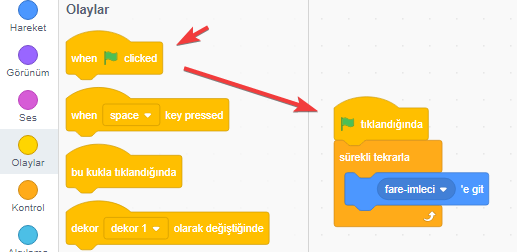 Hareket
Görünüm
Ses
Olaylar
Kontrol
Olaylar
when clicked
when space key pressed
bu kukla tıklandığında
dekor dekor 1 olarak değiştiğinde
tıklandığında
sürekli tekrarla
fare-imleci 'e git